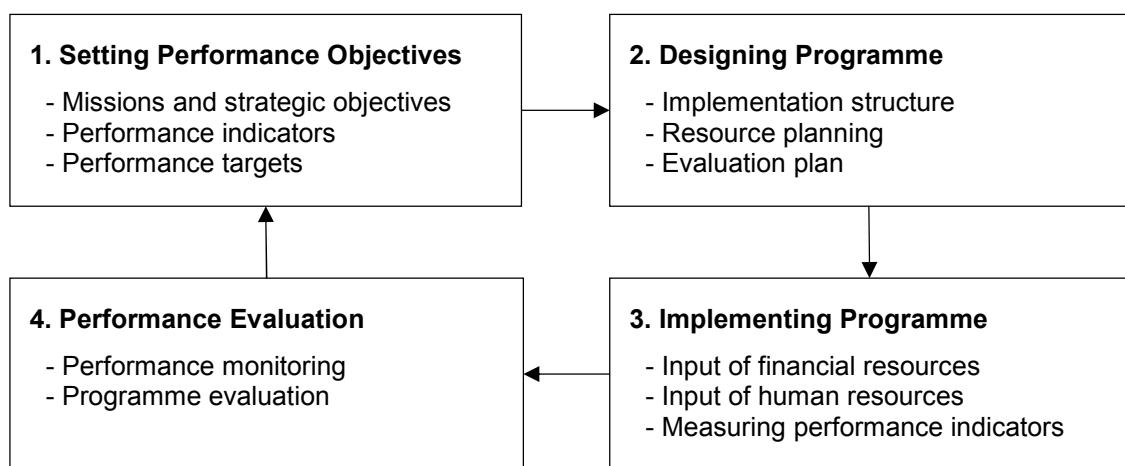 1. Setting Performance Objectives
- Missions and strategic objectives
- Performance indicators
- Performance targets
2. Designing Programme
- Implementation structure
- Resource planning
- Evaluation plan
3. Implementing Programme
- Input of financial resources
- Input of human resources
- Measuring performance indicators
4. Performance Evaluation
- Performance monitoring
- Programme evaluation